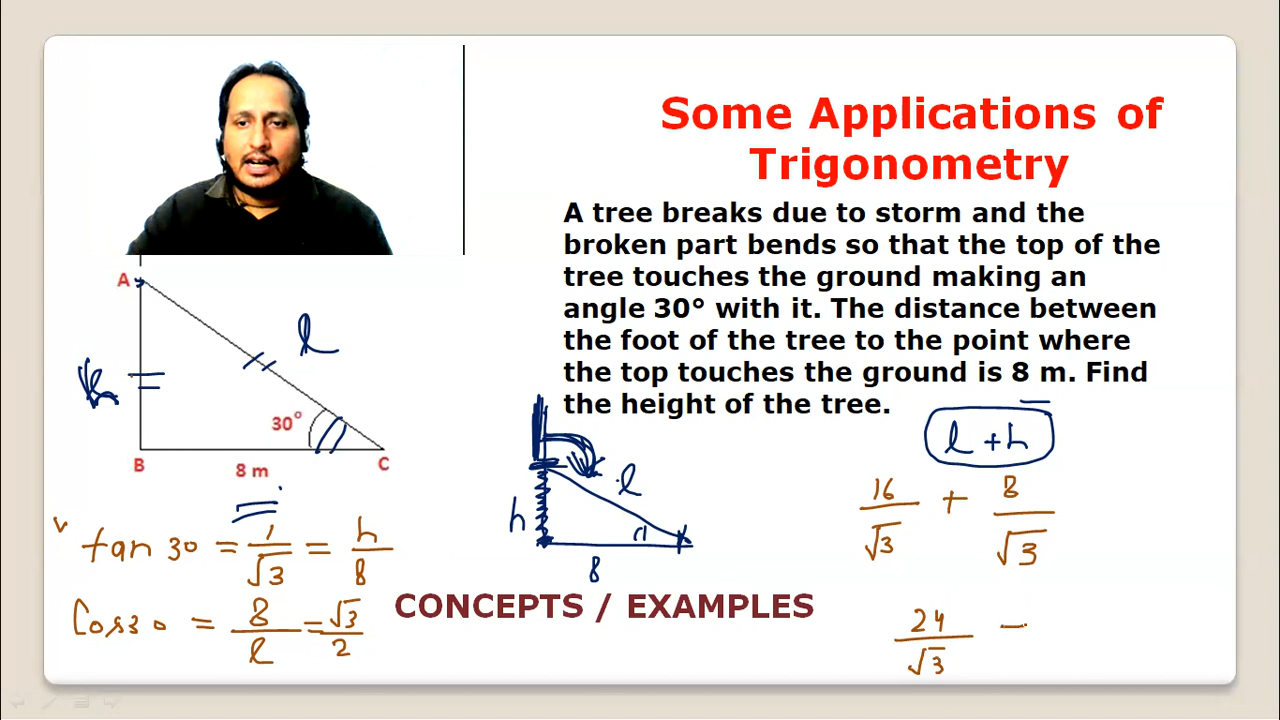 Some Applications of
Trigonometry
A tree breaks due to storm and the
broken part bends so that the top of the
tree touches the ground making an
angle 30° with it. The distance between
the foot of the tree to the point where
the top touches the ground is 8 m. Find
the height of the tree.
A
l
h
30°
B
8 m
C
l + h
h
l
8
16/√3 + 8/√3
tan 30 = 1/√3 = h/8
Cos30 = 8/l = √3/2
CONCEPTS / EXAMPLES
24/√3 =